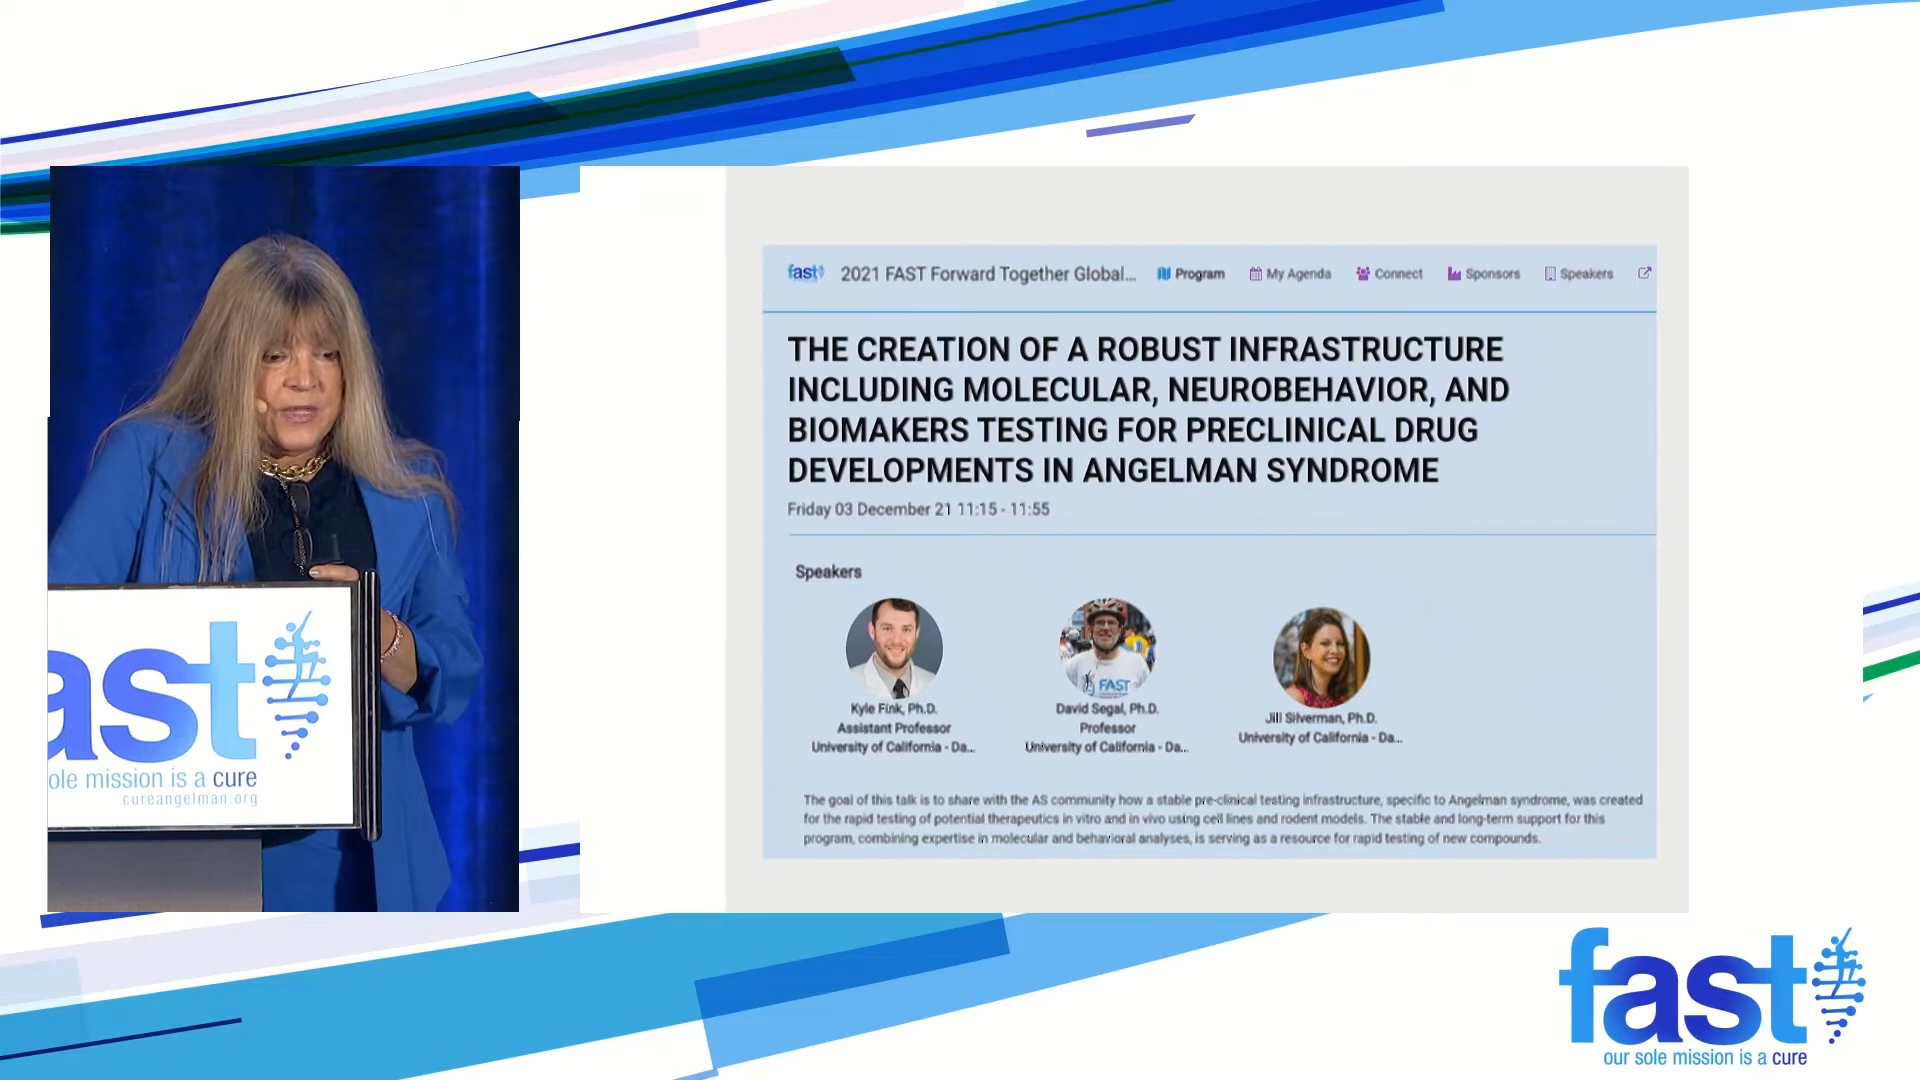 fast
2021 FAST Forward Together Global...
Program
My Agenda
Connect
Sponsors
Speakers
THE CREATION OF A ROBUST INFRASTRUCTURE
INCLUDING MOLECULAR, NEUROBEHAVIOR, AND
BIOMAKERS TESTING FOR PRECLINICAL DRUG
DEVELOPMENTS IN ANGELMAN SYNDROME
Friday 03 December 21 11:15 - 11:55
Speakers
FAST
Kyle Fink, Ph.D.
Assistant Professor
University of California - Da...
David Segal, Ph.D.
Professor
University of California - Da...
Jill Silverman, Ph.D.
University of California - Da...
The goal of this talk is to share with the AS community how a stable pre-clinical testing infrastructure, specific to Angelman syndrome, was created
for the rapid testing of potential therapeutics in vitro and in vivo using cell lines and rodent models. The stable and long-term support for this
program, combining expertise in molecular and behavioral analyses, is serving as a resource for rapid testing of new compounds.
ast
ole mission is a cure
cureangelman.org
fast
our sole mission is a cure